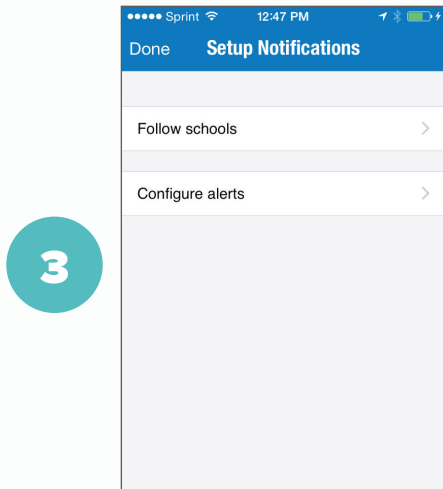 Sprint 12:47 PM
Done Setup Notifications
Follow schools
Configure alerts
3